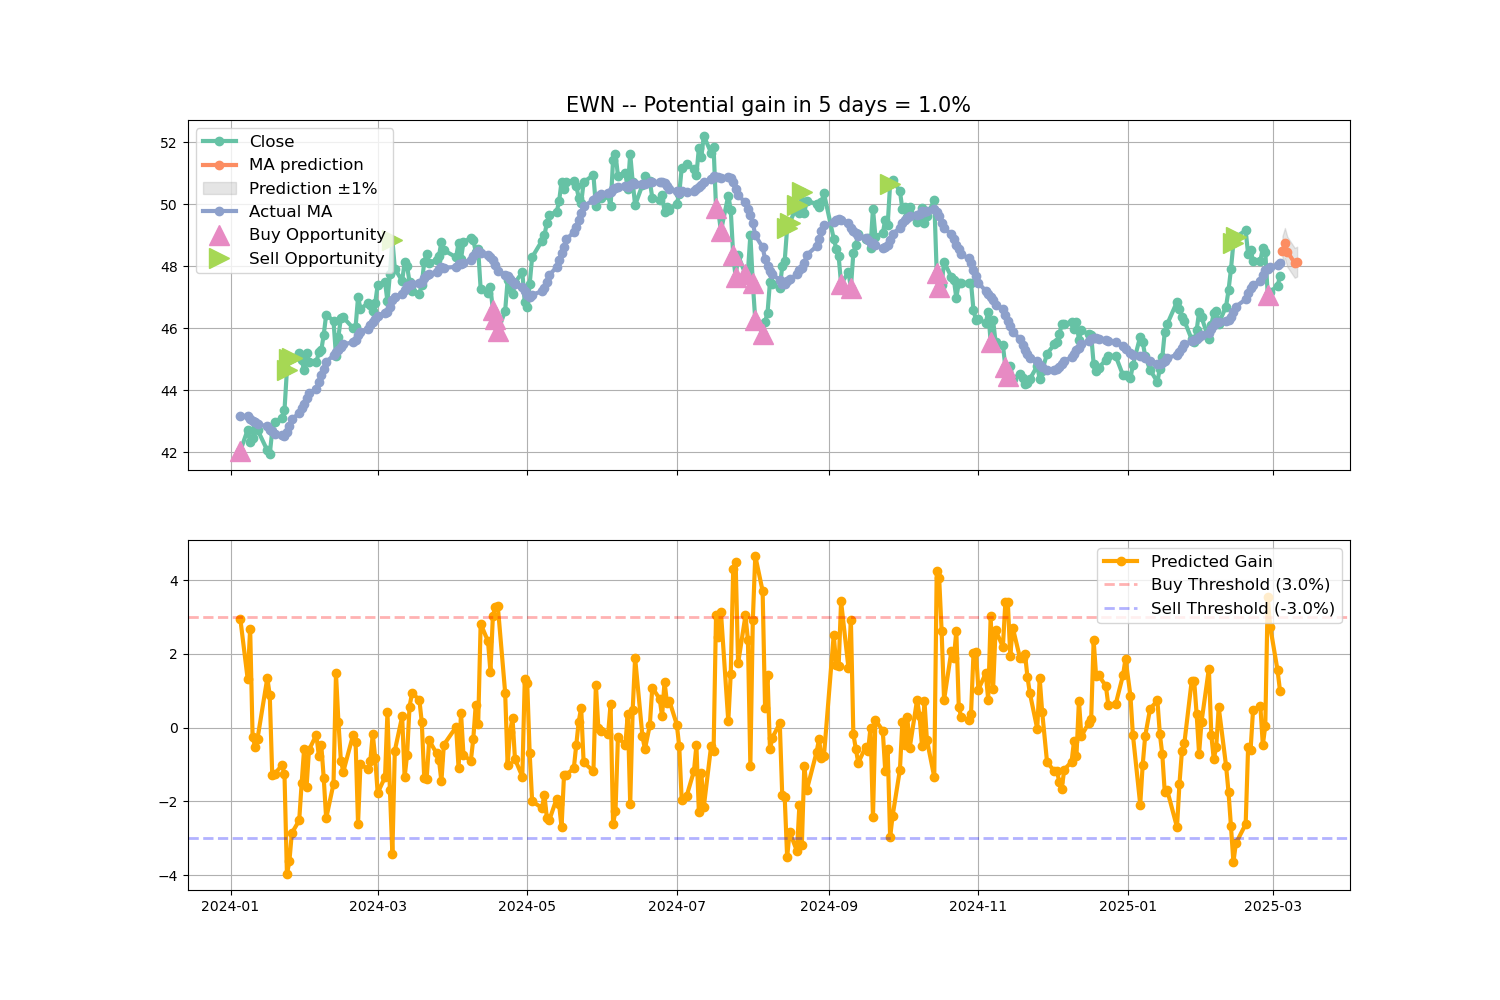 EWN -- Potential gain in 5 days = 1.0%
52
50
48
46
44
42
Close
MA prediction
Prediction ±1%
Actual MA
Buy Opportunity
Sell Opportunity
4
2
0
−2
−4
Predicted Gain
Buy Threshold (3.0%)
Sell Threshold (-3.0%)
2024-01
2024-03
2024-05
2024-07
2024-09
2024-11
2025-01
2025-03